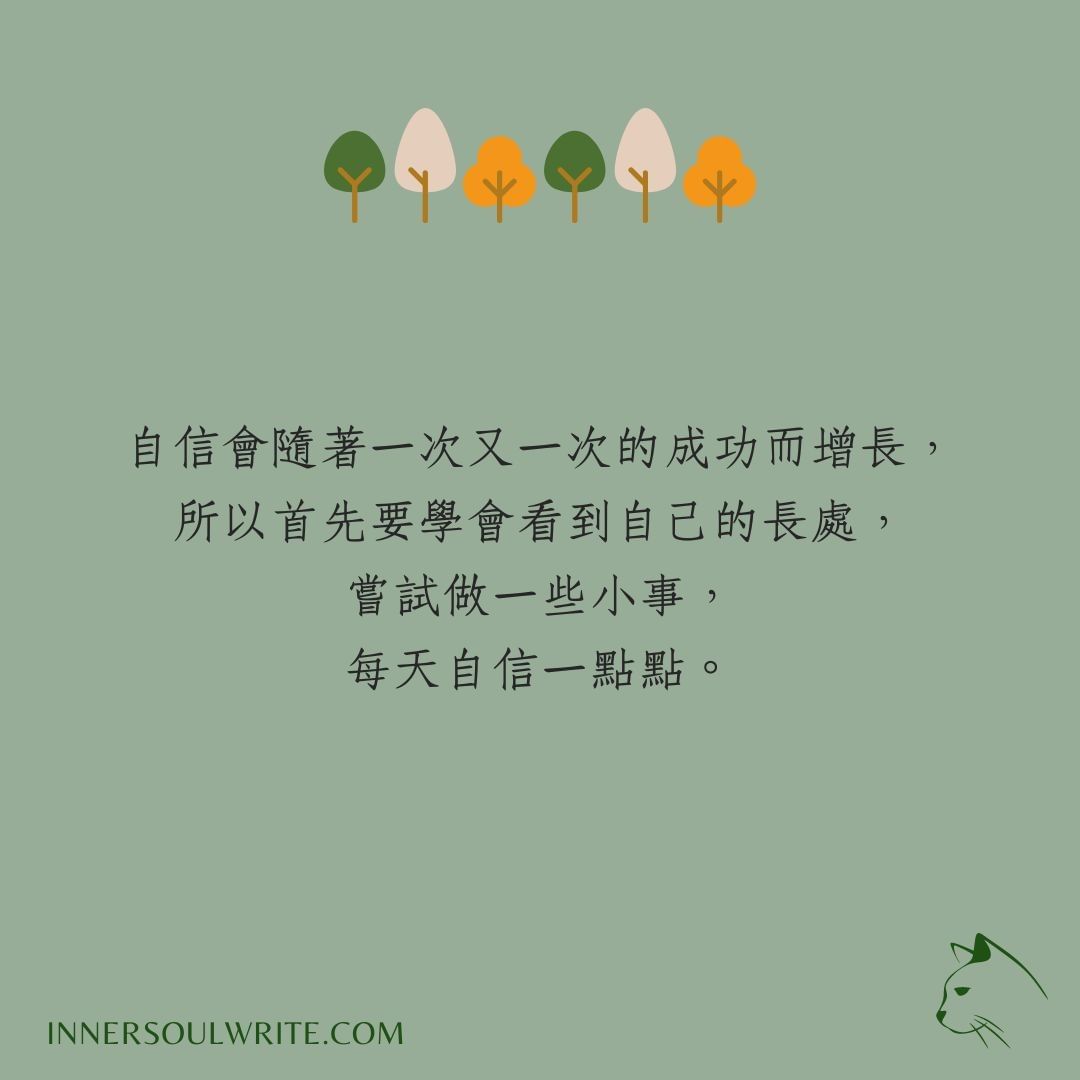 自信會隨著一次又一次的成功而增長，
所以首先要學會看到自己的長處，
嘗試做一些小事，
每天自信一點點。
INNERSOULWRITE.COM